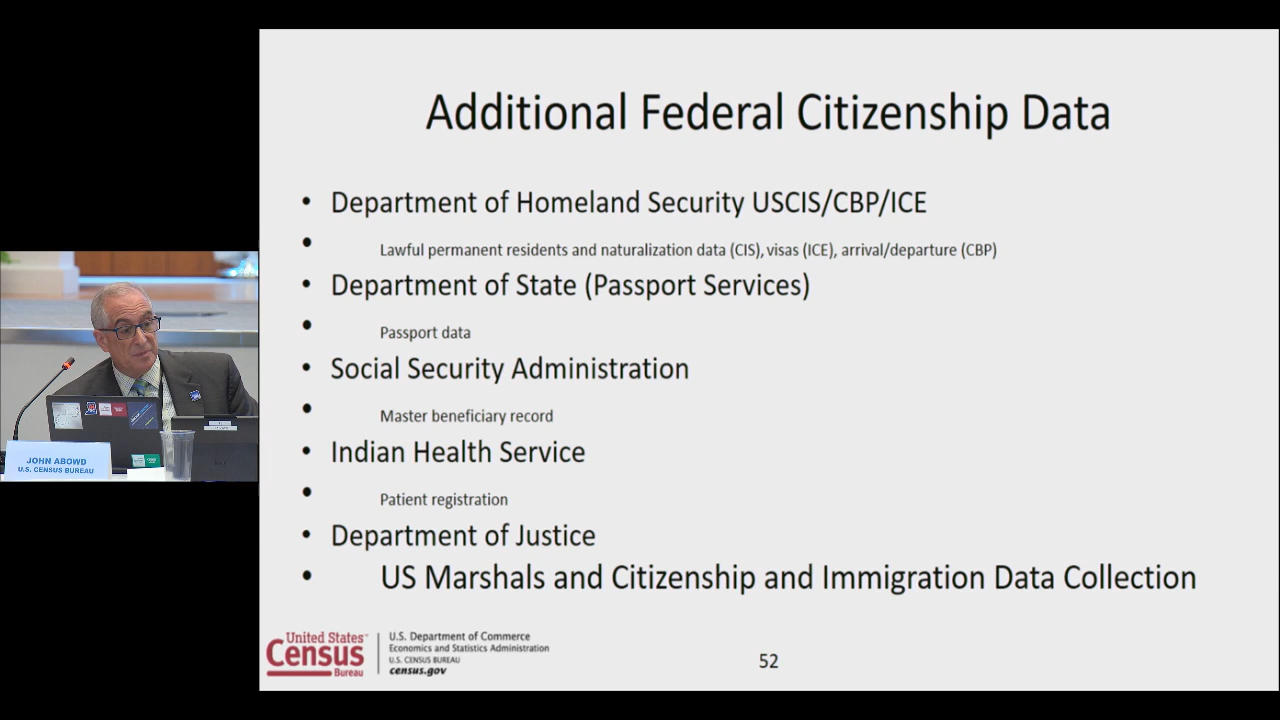 Additional Federal Citizenship Data
• Department of Homeland Security USCIS/CBP/ICE
• Lawful permanent residents and naturalization data (CIS), visas (ICE), arrival/departure (CBP)
• Department of State (Passport Services)
• Passport data
• Social Security Administration
• Master beneficiary record
• Indian Health Service
• Patient registration
• Department of Justice
• US Marshals and Citizenship and Immigration Data Collection
JOHN ABOWD
U.S. CENSUS BUREAU
United States™
Census
Bureau
U.S. Department of Commerce
Economics and Statistics Administration
U.S. CENSUS BUREAU
census.gov
52